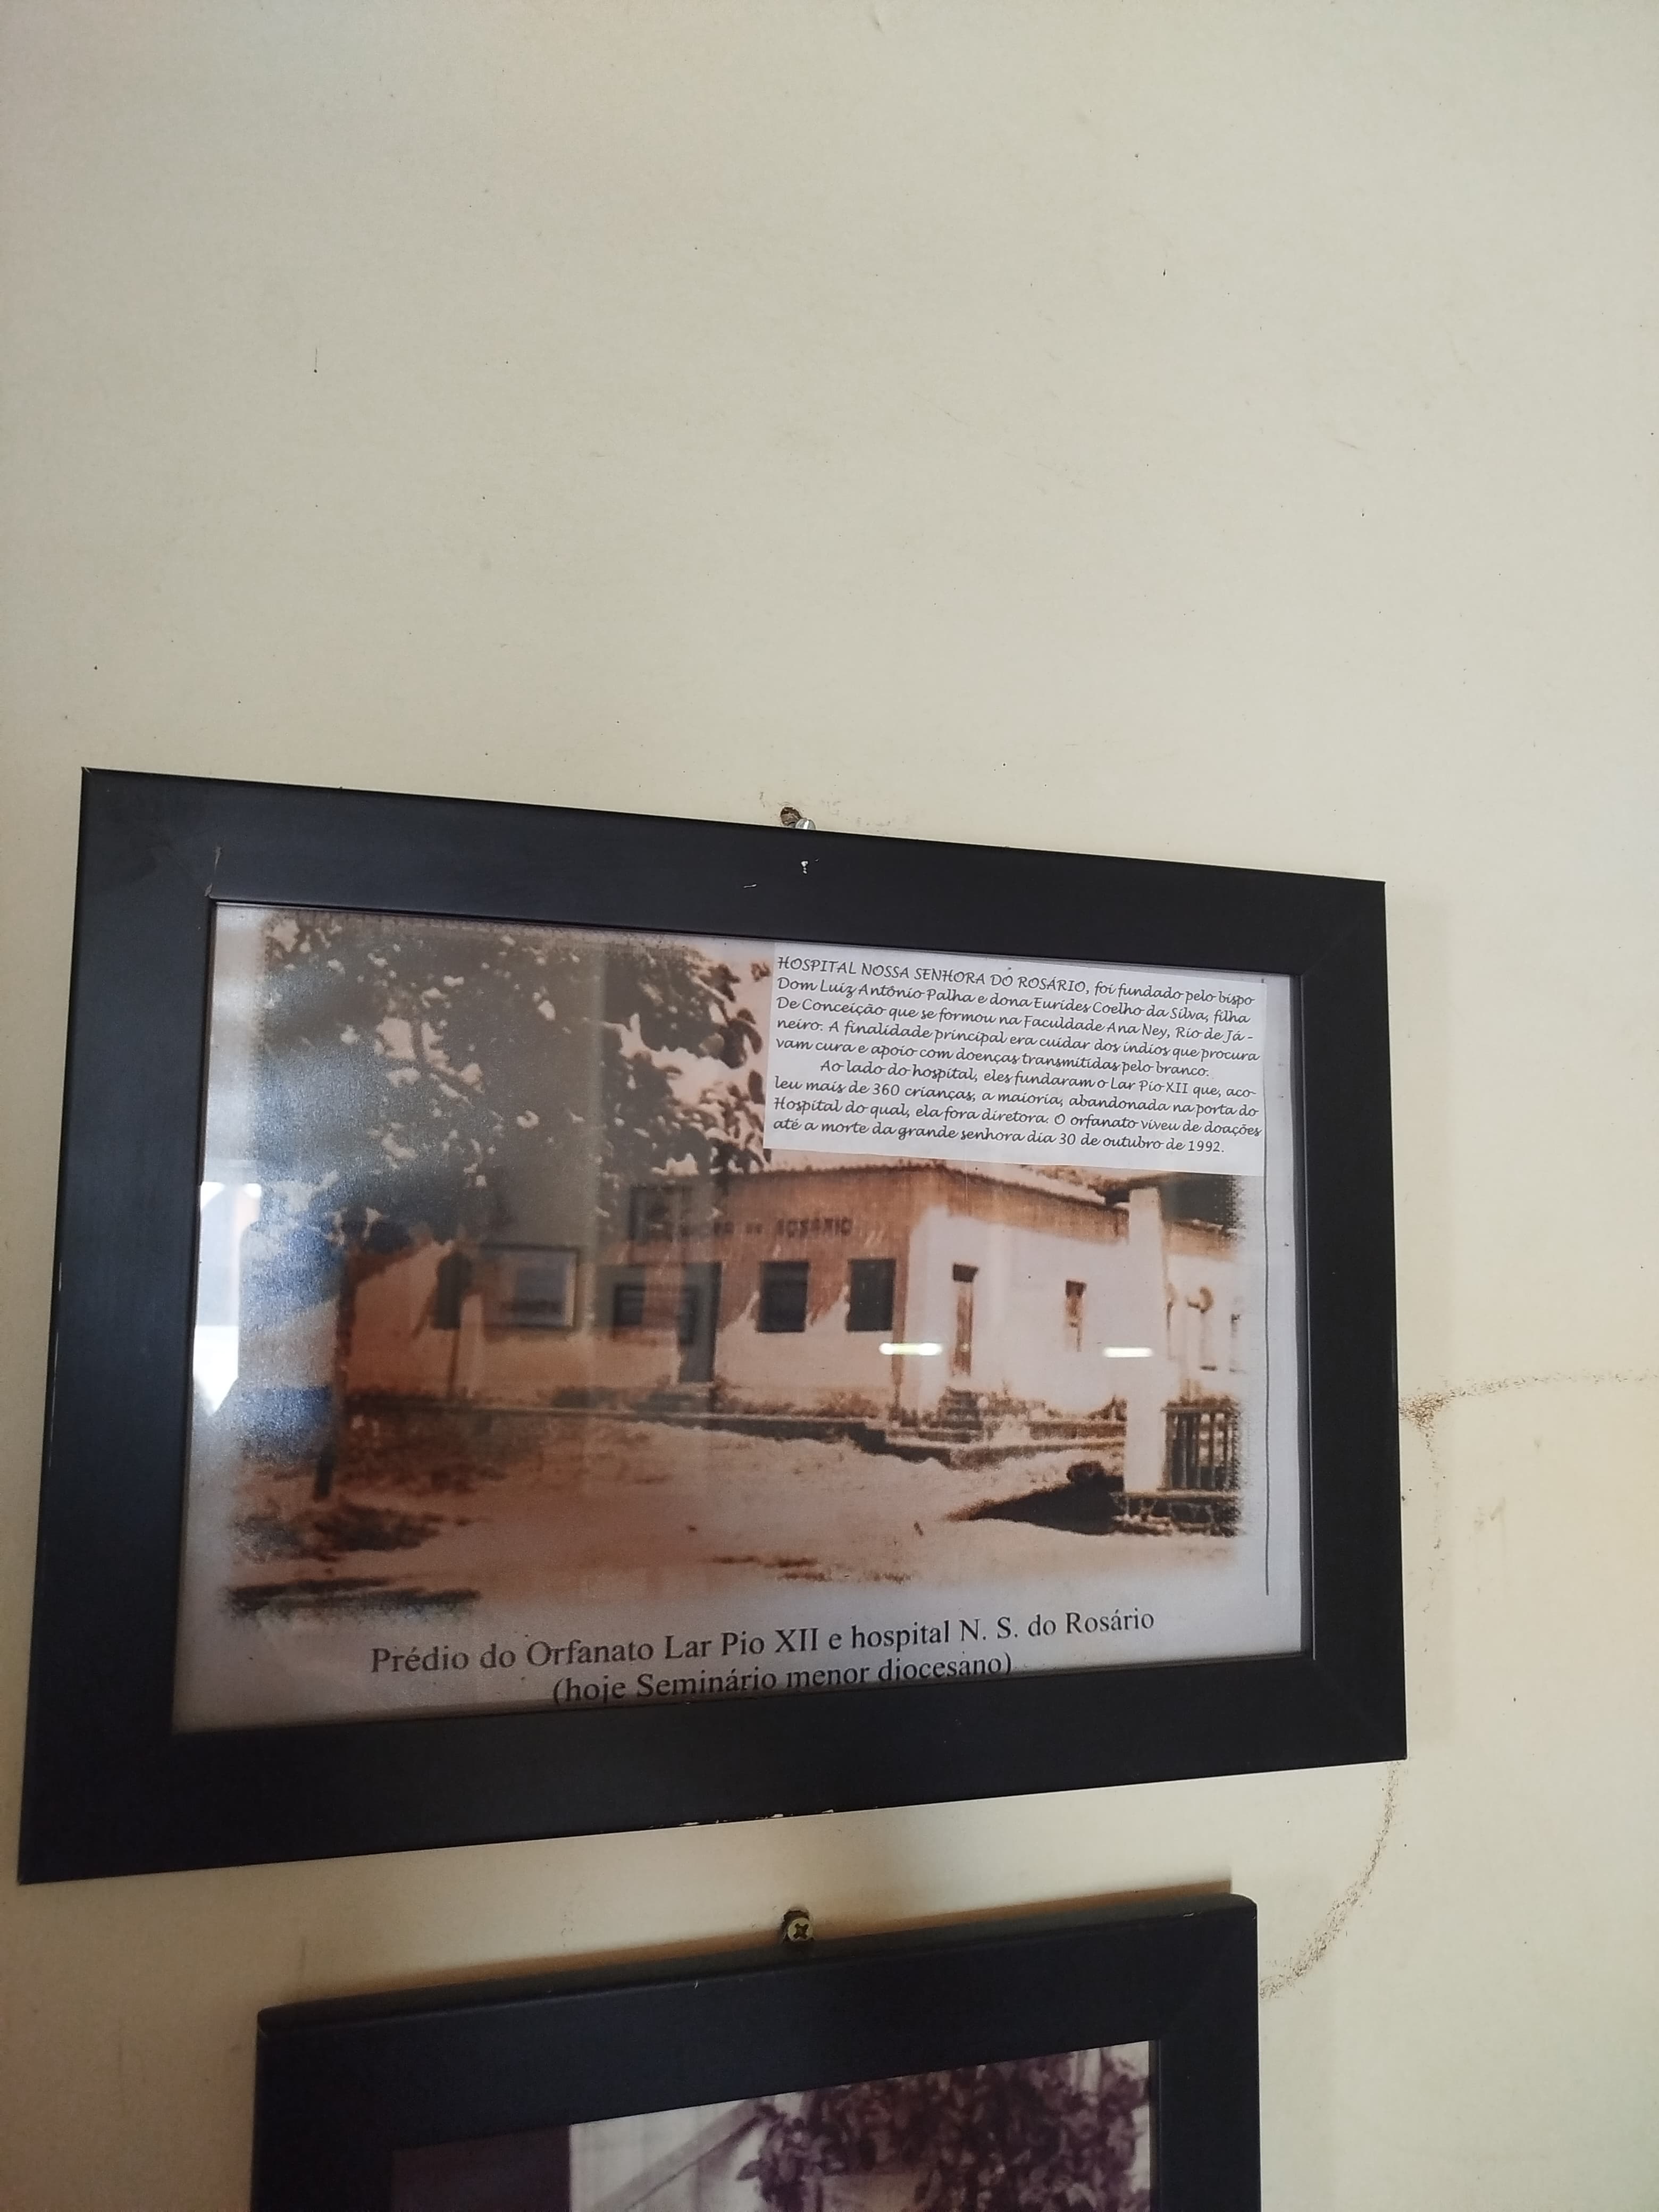 HOSPITAL NOSSA SENHORA DO ROSÁRIO, foi fundado pelo bispo
Dom Luiz Antônio Palha e dona Eurides Coelho da Silva, filha
De Conceição que se formou na Faculdade Ana Ney, Rio de Já -
neiro. A finalidade principal era cuidar dos índios que procura
vam cura e apoio com doenças transmitidas pelo branco.
Ao lado do hospital, eles fundaram o Lar Pio XII que, aco-
leu mais de 360 crianças, a maioria, abandonada na porta do
Hospital do qual, ela fora diretora. O orfanato viveu de doações
até a morte da grande senhora dia 30 de outubro de 1992.
ROSÁRIO
Prédio do Orfanato Lar Pio XII e hospital N. S. do Rosário
(hoje Seminário menor diocesano)